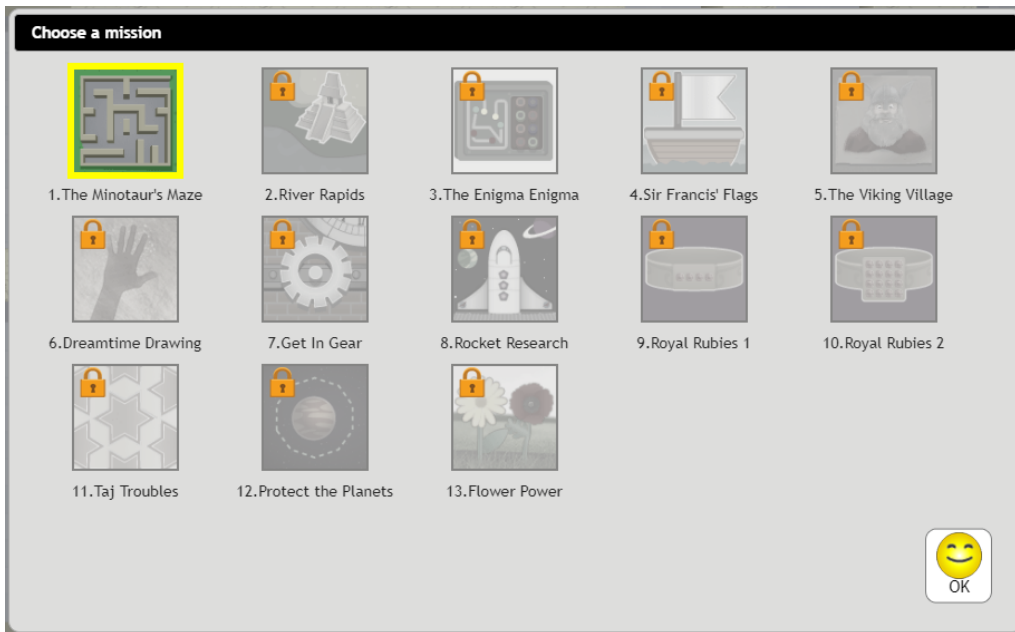 Choose a mission
1.The Minotaur's Maze
2.River Rapids
3.The Enigma Enigma
4.Sir Francis' Flags
5.The Viking Village
6.Dreamtime Drawing
7.Get In Gear
8.Rocket Research
9.Royal Rubies 1
10.Royal Rubies 2
11.Taj Troubles
12.Protect the Planets
13.Flower Power
OK